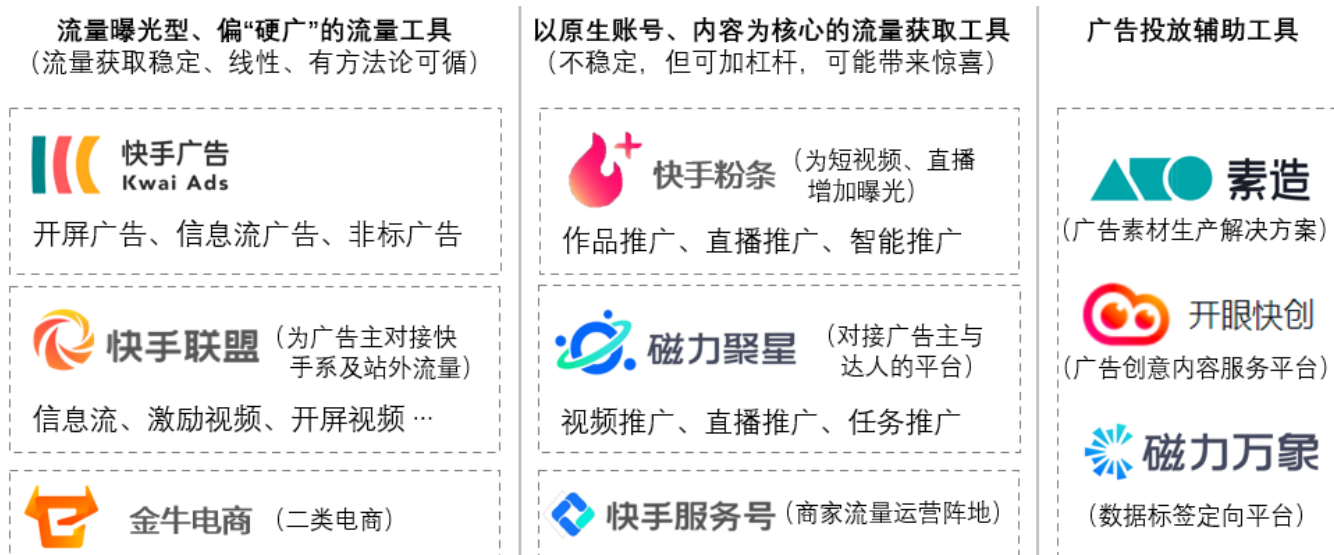 流量曝光型、偏“硬广”的流量工具
（流量获取稳定、线性、有方法论可循）
快手广告
Kwai Ads
开屏广告、信息流广告、非标广告
快手联盟
（为广告主对接快
手系及站外流量）
信息流、激励视频、开屏视频 ···
金牛电商
（二类电商）
以原生账号、内容为核心的流量获取工具
（不稳定，但可加杠杆，可能带来惊喜）
快手粉条
（为短视频、直播
增加曝光）
作品推广、直播推广、智能推广
磁力聚星
（对接广告主与
达人的平台）
视频推广、直播推广、任务推广
快手服务号
（商家流量运营阵地）
广告投放辅助工具
素造
（广告素材生产解决方案）
开眼快创
（广告创意内容服务平台）
磁力万象
（数据标签定向平台）